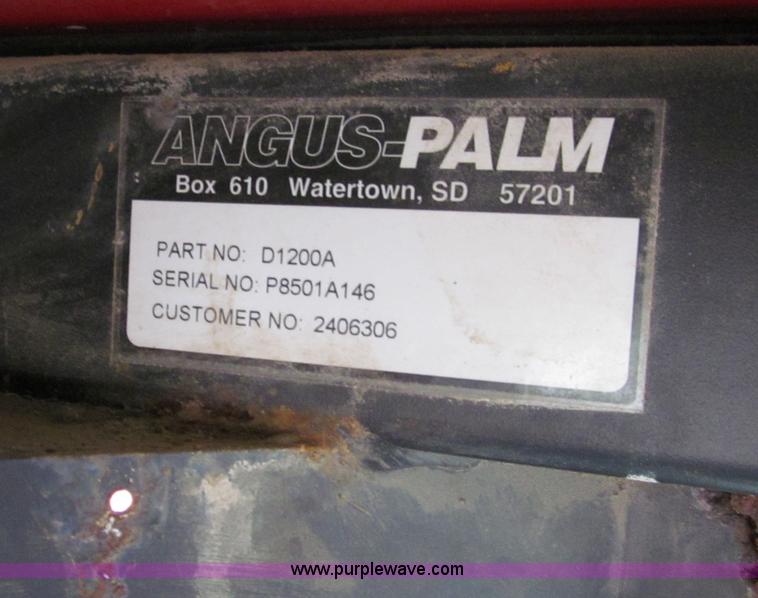 ANGUS-PALM
Box 610 Watertown, SD 57201
PART NO: D1200A
SERIAL NO: P8501A146
CUSTOMER NO: 2406306
www.purplewave.com